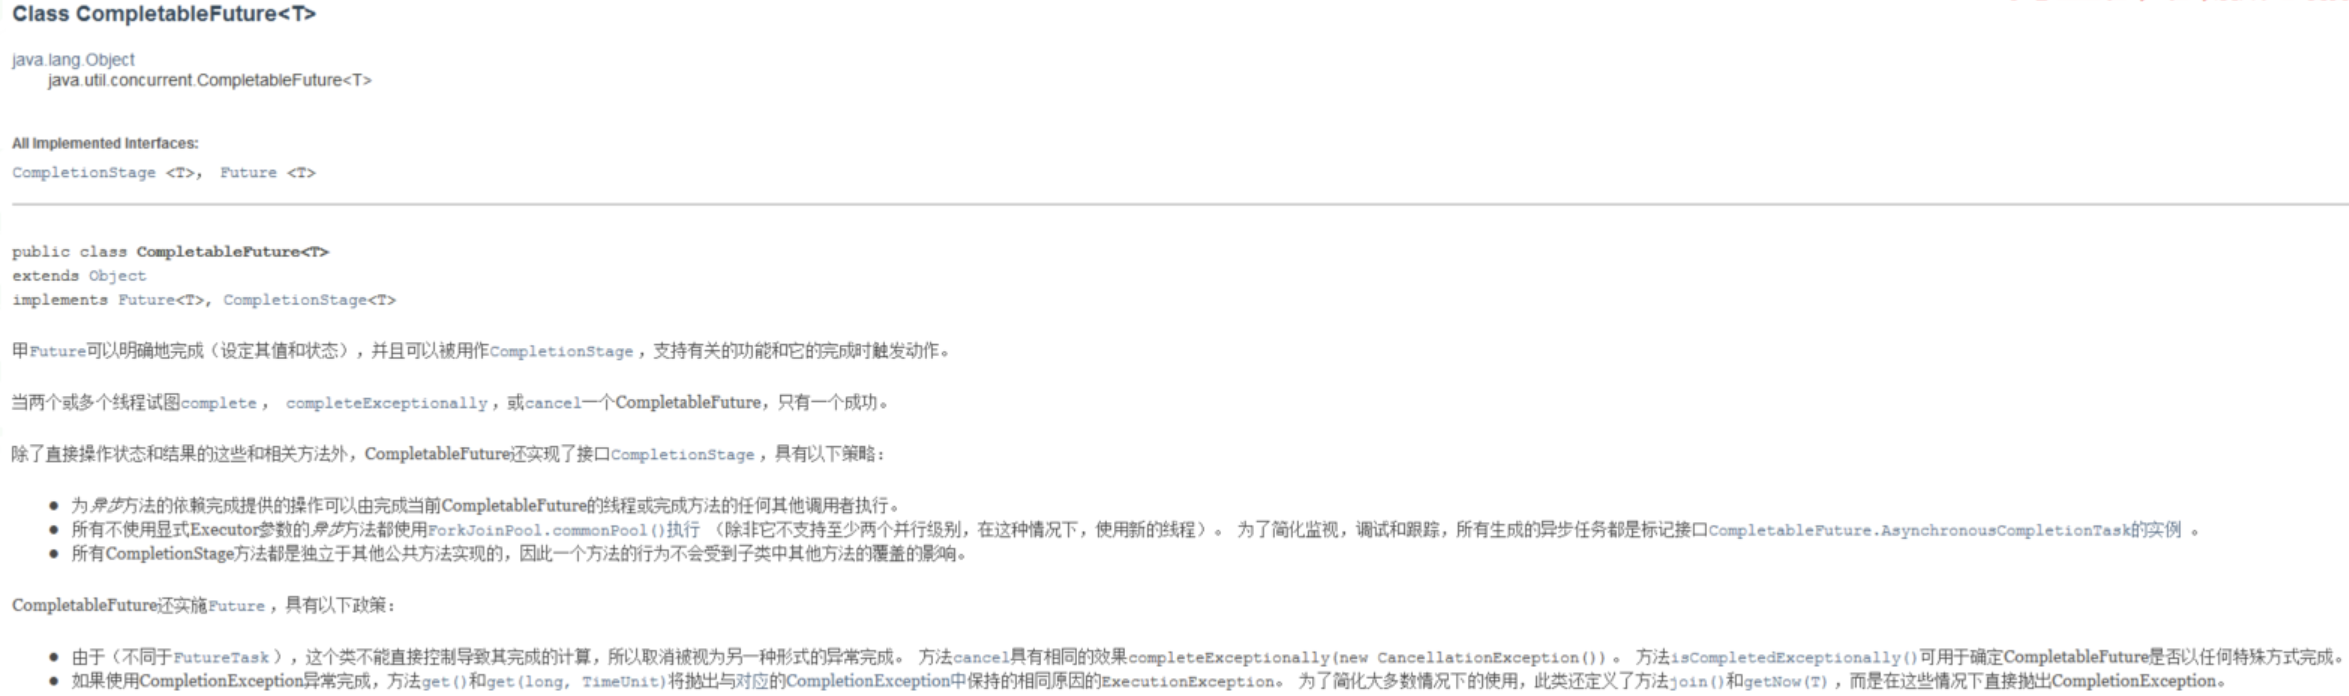 Class CompletableFuture<T>
java.lang.Object
java.util.concurrent.CompletableFuture<T>
All Implemented Interfaces:
CompletionStage <T>， Future <T>
public class CompletableFuture<T>
extends Object
implements Future<T>, CompletionStage<T>
甲Future可以明确地完成（设定其值和状态），并且可以被用作CompletionStage ，支持有关的功能和它的完成时触发动作。
当两个或多个线程试图complete ， completeExceptionally ，或cancel一个CompletableFuture，只有一个成功。
除了直接操作状态和结果的这些和相关方法外，CompletableFuture还实现了接口CompletionStage ，具有以下策略：
● 为异步方法的依赖完成提供的操作可以由完成当前CompletableFuture的线程或完成方法的任何其他调用者执行。
● 所有不使用显式Executor参数的异步方法都使用ForkJoinPool.commonPool()执行 （除非它不支持至少两个并行级别，在这种情况下，使用新的线程）。 为了简化监视，调试和跟踪，所有生成的异步任务都是标记接口CompletableFuture.AsynchronousCompletionTask的实例 。
● 所有CompletionStage方法都是独立于其他公共方法实现的，因此一个方法的行为不会受到子类中其他方法的覆盖的影响。
CompletableFuture还实施Future ，具有以下政策：
● 由于（不同于FutureTask ），这个类不能直接控制导致其完成的计算，所以取消被视为另一种形式的异常完成。 方法cancel具有相同的效果completeExceptionally(new CancellationException()) 。 方法isCompletedExceptionally()可用于确定CompletableFuture是否以任何特殊方式完成。
● 如果使用CompletionException异常完成，方法get()和get(long, TimeUnit)将抛出与对应的CompletionException中保持的相同原因的ExecutionException。 为了简化大多数情况下的使用，此类还定义了方法join()和getNow(T) ，而是在这些情况下直接抛出CompletionException。